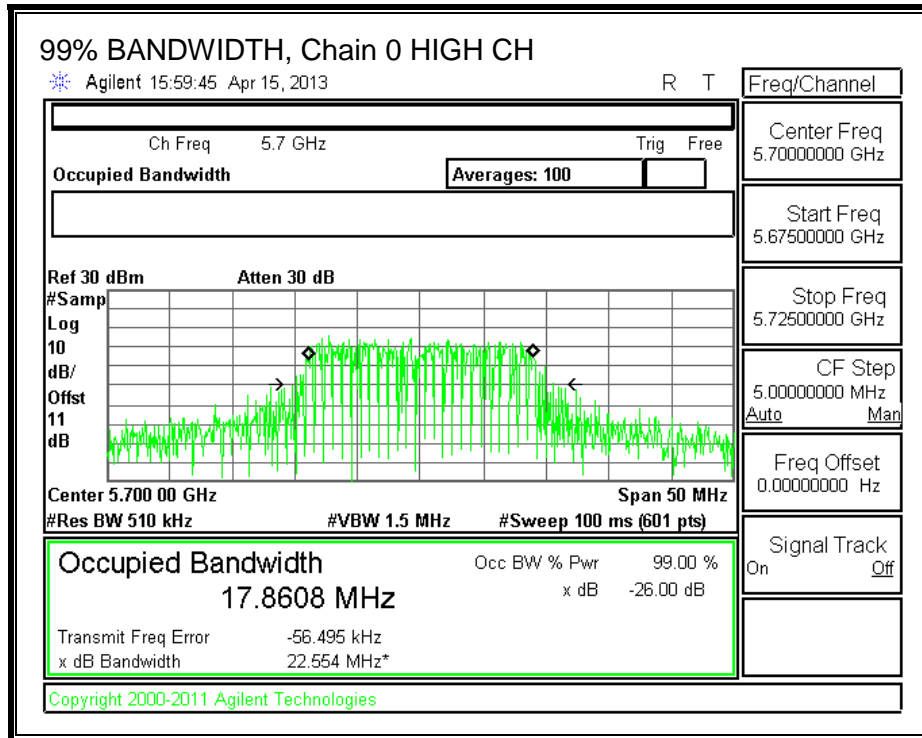 99% BANDWIDTH, Chain 0 HIGH CH
Agilent 15:59:45 Apr 15, 2013 R T
Freq/Channel
Ch Freq 5.7 GHz Trig Free
Occupied Bandwidth Averages: 100
Center Freq
5.70000000 GHz
Start Freq
5.67500000 GHz
Stop Freq
5.72500000 GHz
CF Step
5.00000000 MHz
Auto Man
Freq Offset
0.00000000 Hz
Signal Track
On Off
Ref 30 dBm Atten 30 dB
#Samp
Log
10
dB/
Offst
11
dB
Center 5.700 00 GHz Span 50 MHz
#Res BW 510 kHz #VBW 1.5 MHz #Sweep 100 ms (601 pts)
Occupied Bandwidth Occ BW % Pwr 99.00 %
17.8608 MHz x dB -26.00 dB
Transmit Freq Error -56.495 kHz
x dB Bandwidth 22.554 MHz*
Copyright 2000-2011 Agilent Technologies